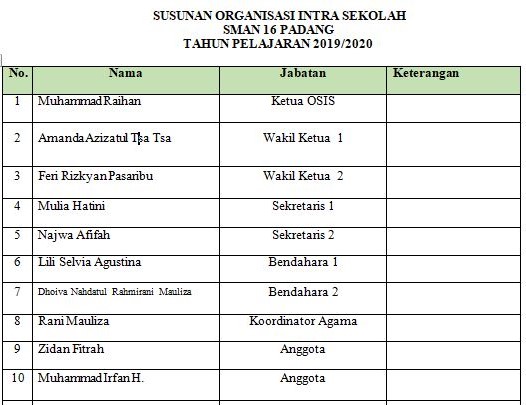 SUSUNAN ORGANISASI INTRA SEKOLAH
SMAN 16 PADANG
TAHUN PELAJARAN 2019/2020
No. Nama Jabatan Keterangan
1 Muhammad Raihan Ketua OSIS
2 Amanda Azizatul Tsa Tsa Wakil Ketua 1
3 Feri Rizkyan Pasaribu Wakil Ketua 2
4 Mulia Hatini Sekretaris 1
5 Najwa Afifah Sekretaris 2
6 Lili Selvia Agustina Bendahara 1
7 Dhoiva Nahdatul Rahmirani Mauliza Bendahara 2
8 Rani Mauliza Koordinator Agama
9 Zidan Fitrah Anggota
10 Muhammad Irfan H. Anggota